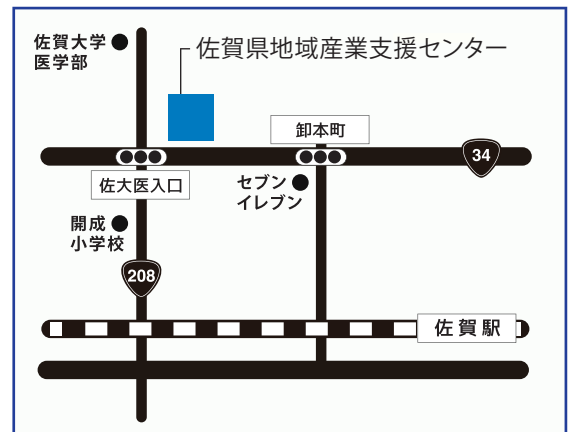 佐賀大学
医学部
佐賀県地域産業支援センター
卸本町
34
佐大医入口
セブン
イレブン
開成
小学校
208
佐賀駅